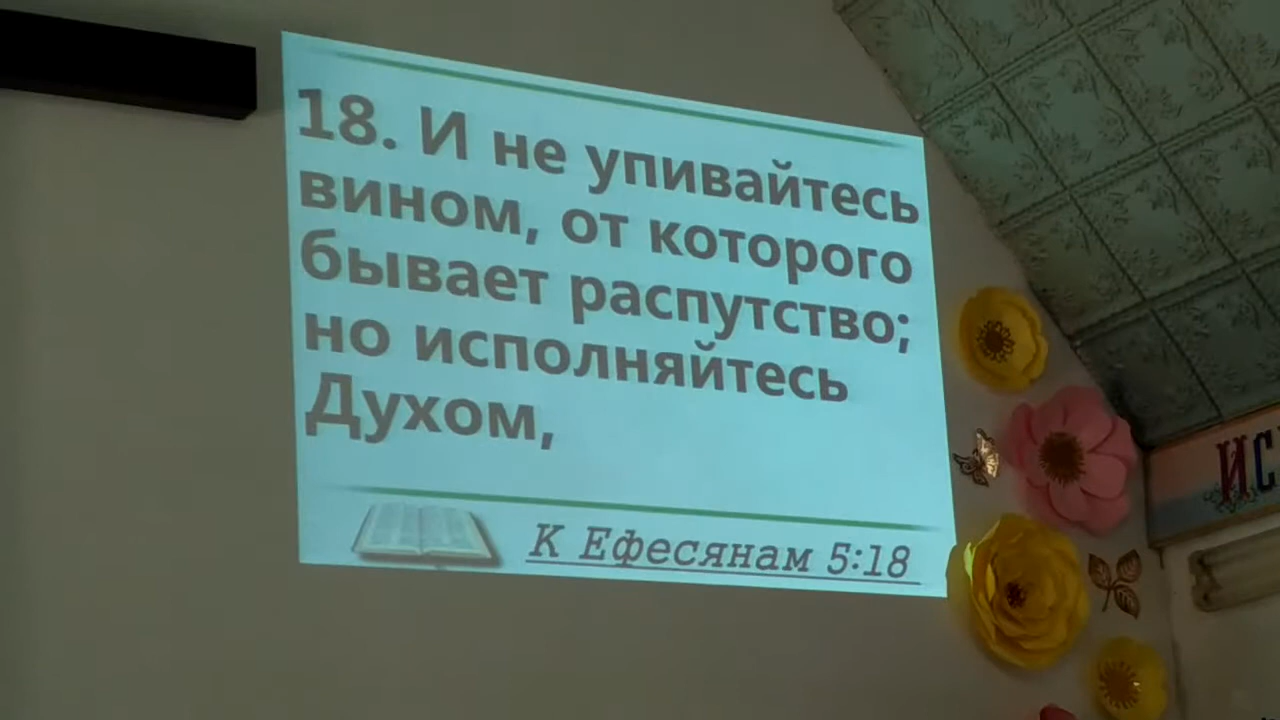 18. И не упивайтесь
вином, от которого
бывает распутство;
но исполняйтесь
Духом,
К Ефесянам 5:18